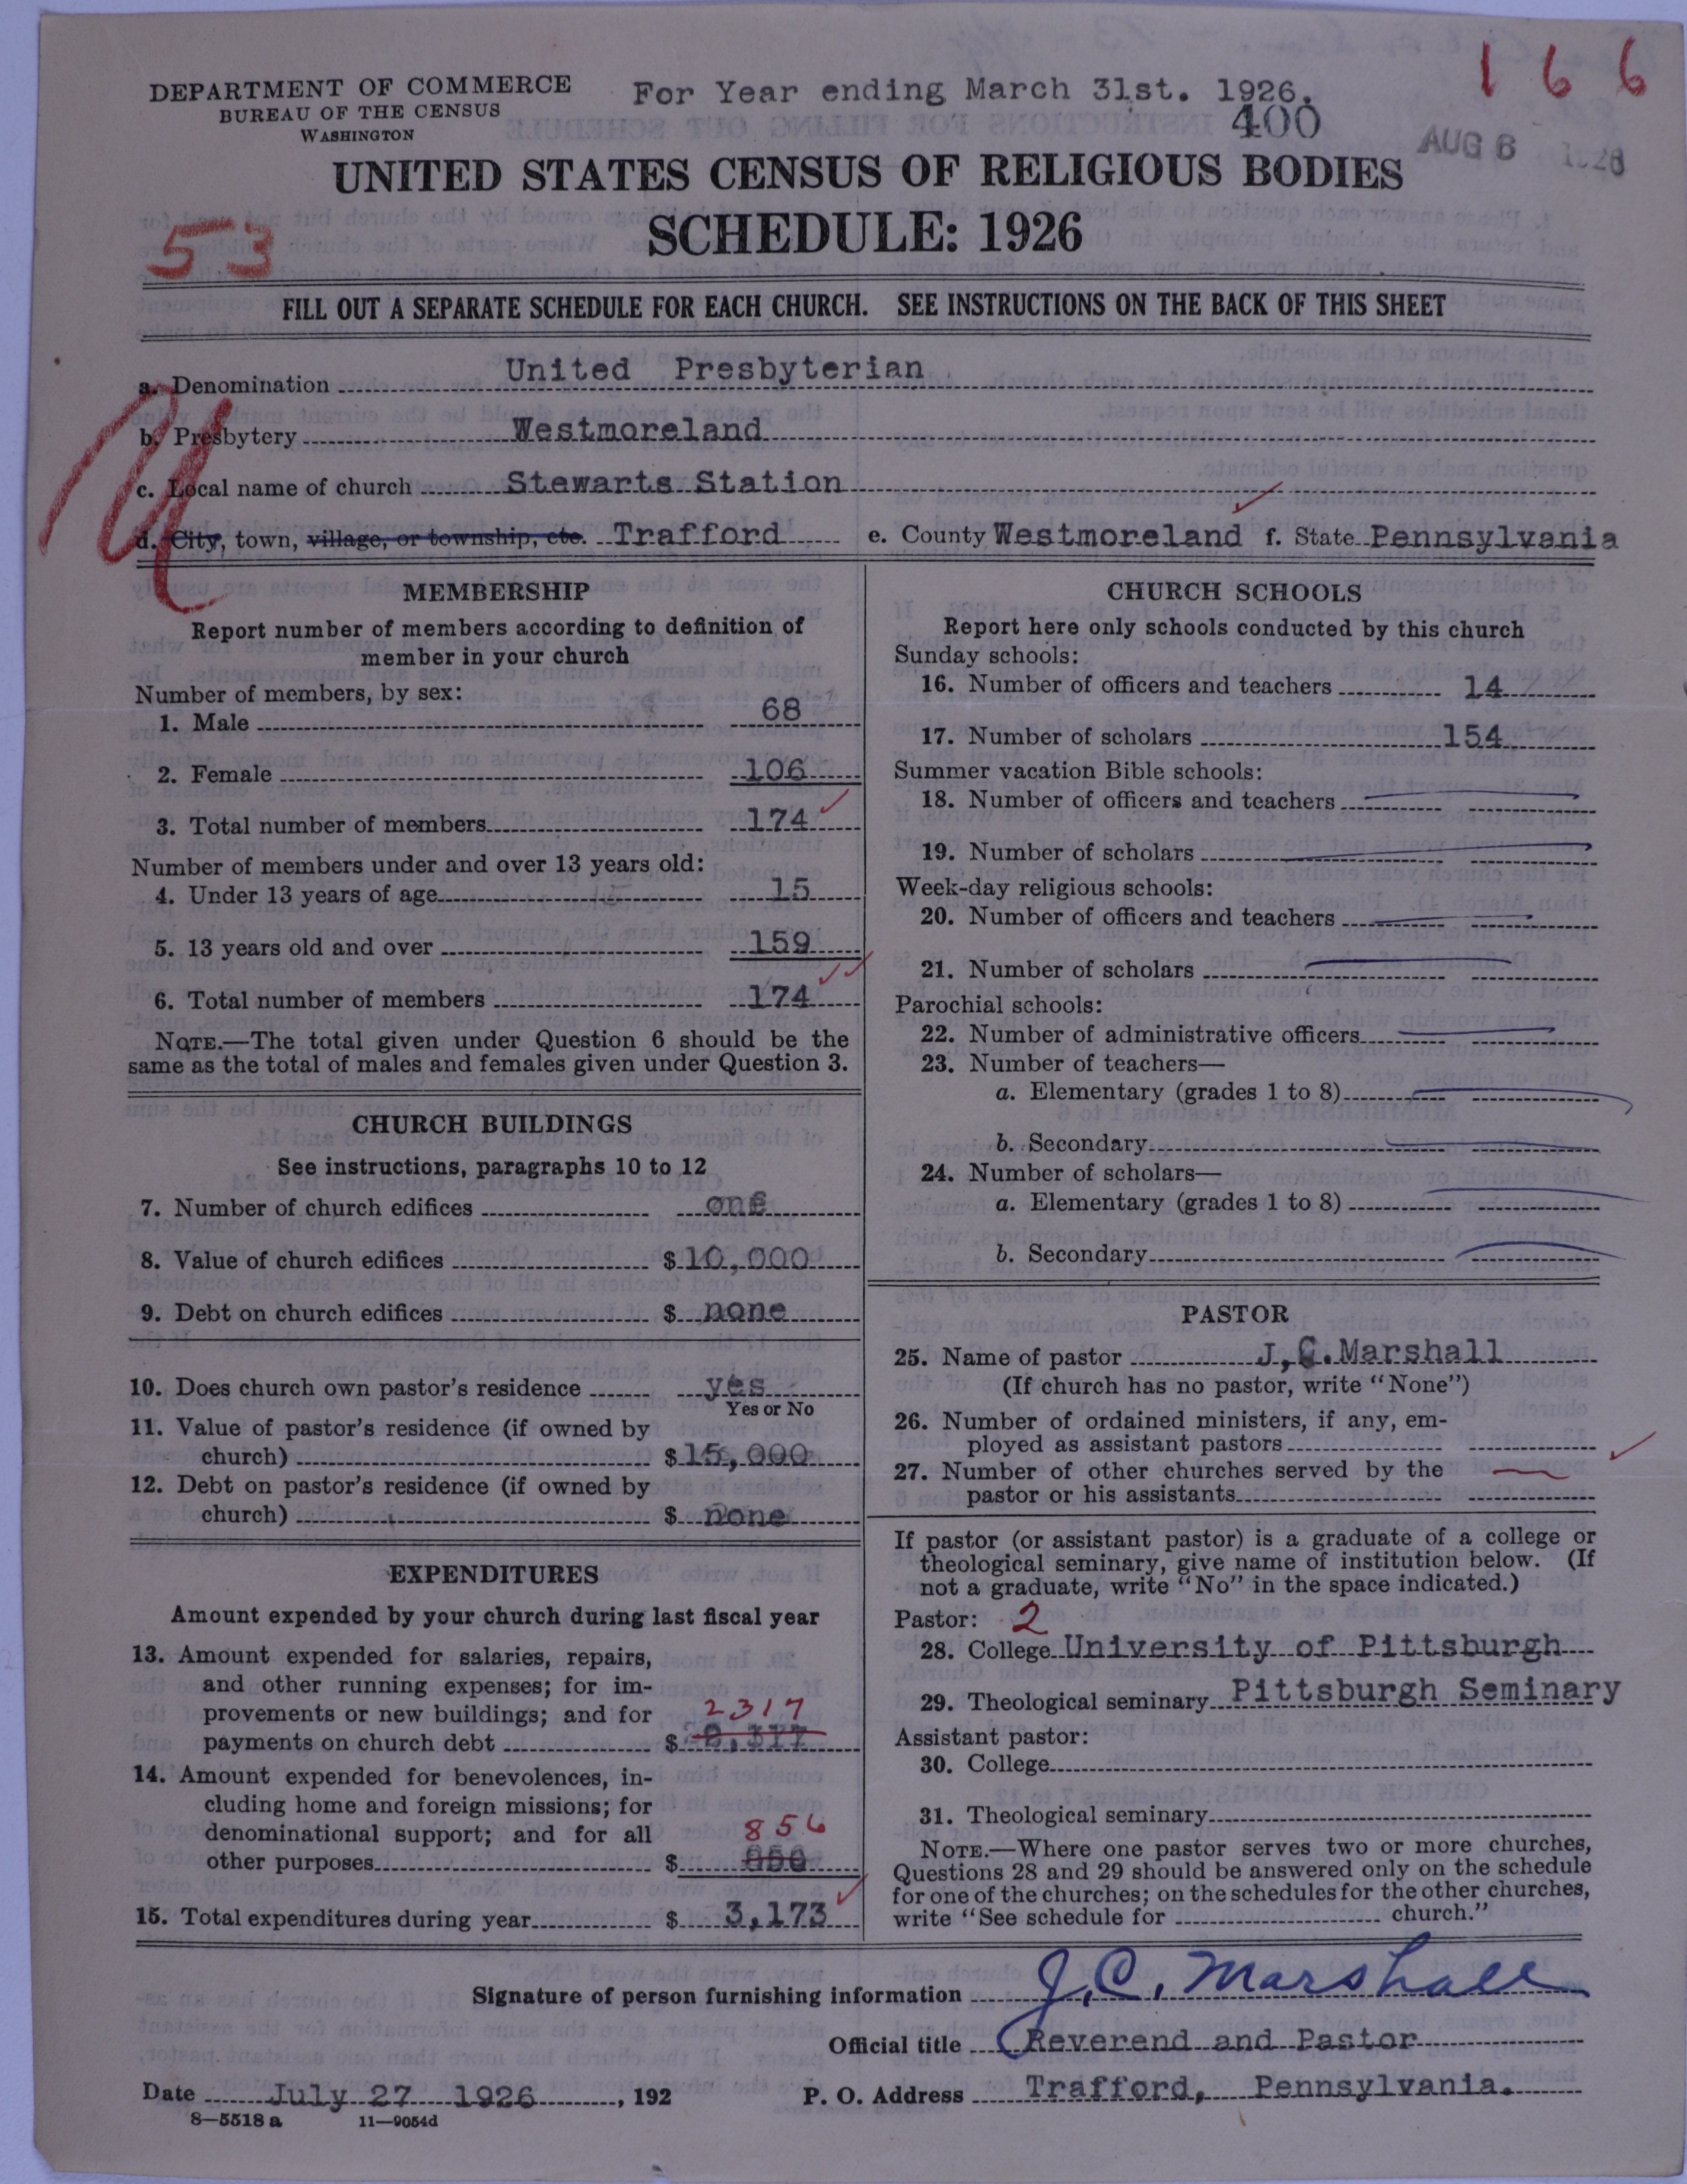 1 6 6
DEPARTMENT OF COMMERCE
BUREAU OF THE CENSUS
WASHINGTON
For Year ending March 31st. 1926.
400
AUG 6 1926
UNITED STATES CENSUS OF RELIGIOUS BODIES
SCHEDULE: 1926
53
FILL OUT A SEPARATE SCHEDULE FOR EACH CHURCH. SEE INSTRUCTIONS ON THE BACK OF THIS SHEET
a. Denomination United Presbyterian
b. Presbytery Westmoreland
c. Local name of church Stewarts Station
d. City, town, village, or township, etc. Trafford e. County Westmoreland f. State Pennsylvania
MEMBERSHIP
Report number of members according to definition of
member in your church
Number of members, by sex:
1. Male 68
2. Female 106
3. Total number of members 174
Number of members under and over 13 years old:
4. Under 13 years of age 15
5. 13 years old and over 159
6. Total number of members 174
NOTE.—The total given under Question 6 should be the
same as the total of males and females given under Question 3.
CHURCH BUILDINGS
See instructions, paragraphs 10 to 12
7. Number of church edifices one
8. Value of church edifices $10,000
9. Debt on church edifices $ none
10. Does church own pastor's residence yes
Yes or No
11. Value of pastor's residence (if owned by
church) $15,000
12. Debt on pastor's residence (if owned by
church) $ none
EXPENDITURES
Amount expended by your church during last fiscal year
13. Amount expended for salaries, repairs,
and other running expenses; for im-
provements or new buildings; and for 2317
payments on church debt $
14. Amount expended for benevolences, in-
cluding home and foreign missions; for
denominational support; and for all 856
other purposes $
15. Total expenditures during year $ 3,173
CHURCH SCHOOLS
Report here only schools conducted by this church
Sunday schools:
16. Number of officers and teachers 14
17. Number of scholars 154
Summer vacation Bible schools:
18. Number of officers and teachers
19. Number of scholars
Week-day religious schools:
20. Number of officers and teachers
21. Number of scholars
Parochial schools:
22. Number of administrative officers
23. Number of teachers—
a. Elementary (grades 1 to 8)
b. Secondary
24. Number of scholars—
a. Elementary (grades 1 to 8)
b. Secondary
PASTOR
25. Name of pastor J,C.Marshall
(If church has no pastor, write "None")
26. Number of ordained ministers, if any, em-
ployed as assistant pastors
27. Number of other churches served by the
pastor or his assistants
If pastor (or assistant pastor) is a graduate of a college or
theological seminary, give name of institution below. (If
not a graduate, write "No" in the space indicated.)
Pastor: 2
28. College University of Pittsburgh
29. Theological seminary Pittsburgh Seminary
Assistant pastor:
30. College
31. Theological seminary
NOTE.—Where one pastor serves two or more churches,
Questions 28 and 29 should be answered only on the schedule
for one of the churches; on the schedules for the other churches,
write "See schedule for church."
Signature of person furnishing information J.C. Marshall
Official title Reverend and Pastor
Date July 27 1926, 192 P. O. Address Trafford, Pennsylvania.
8—5518 a 11—9054d